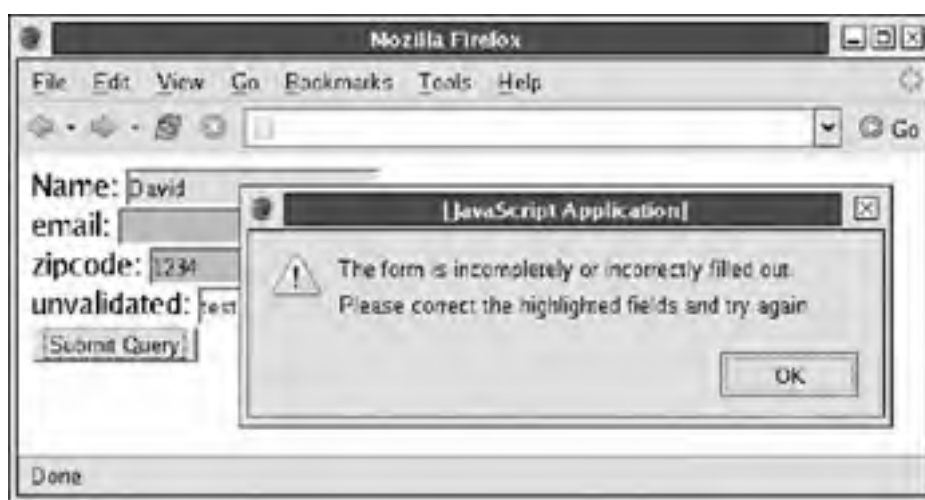 Mozilla Firefox
File Edit View Go Bookmarks Tools Help
Go
Name: David
email:
zipcode: 1234
unvalidated: test
Submit Query
[JavaScript Application]
The form is incompletely or incorrectly filled out.
Please correct the highlighted fields and try again
OK
Done